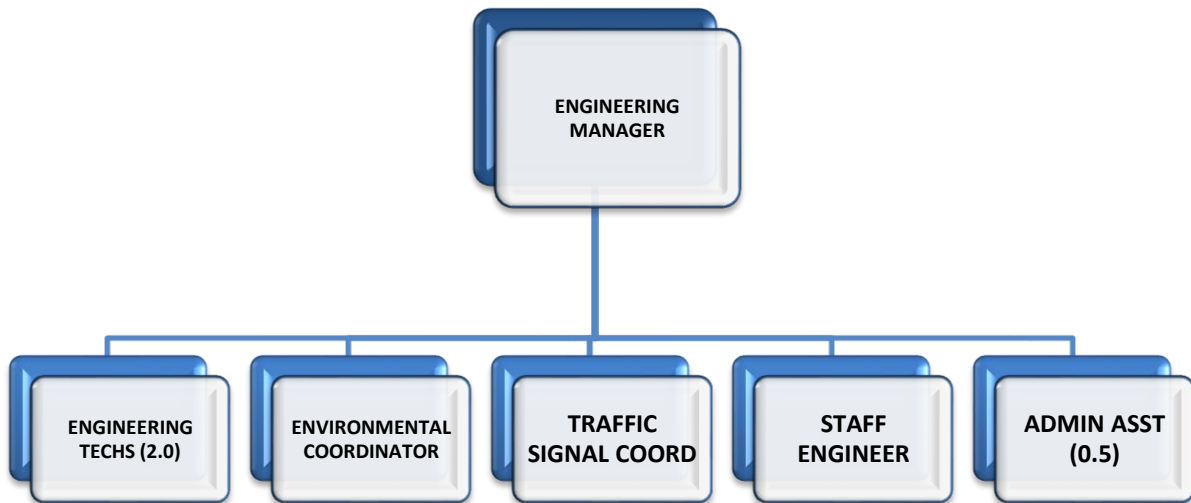 ENGINEERING
MANAGER
ENGINEERING
TECHS (2.0)
ENVIRONMENTAL
COORDINATOR
TRAFFIC
SIGNAL COORD
STAFF
ENGINEER
ADMIN ASST
(0.5)